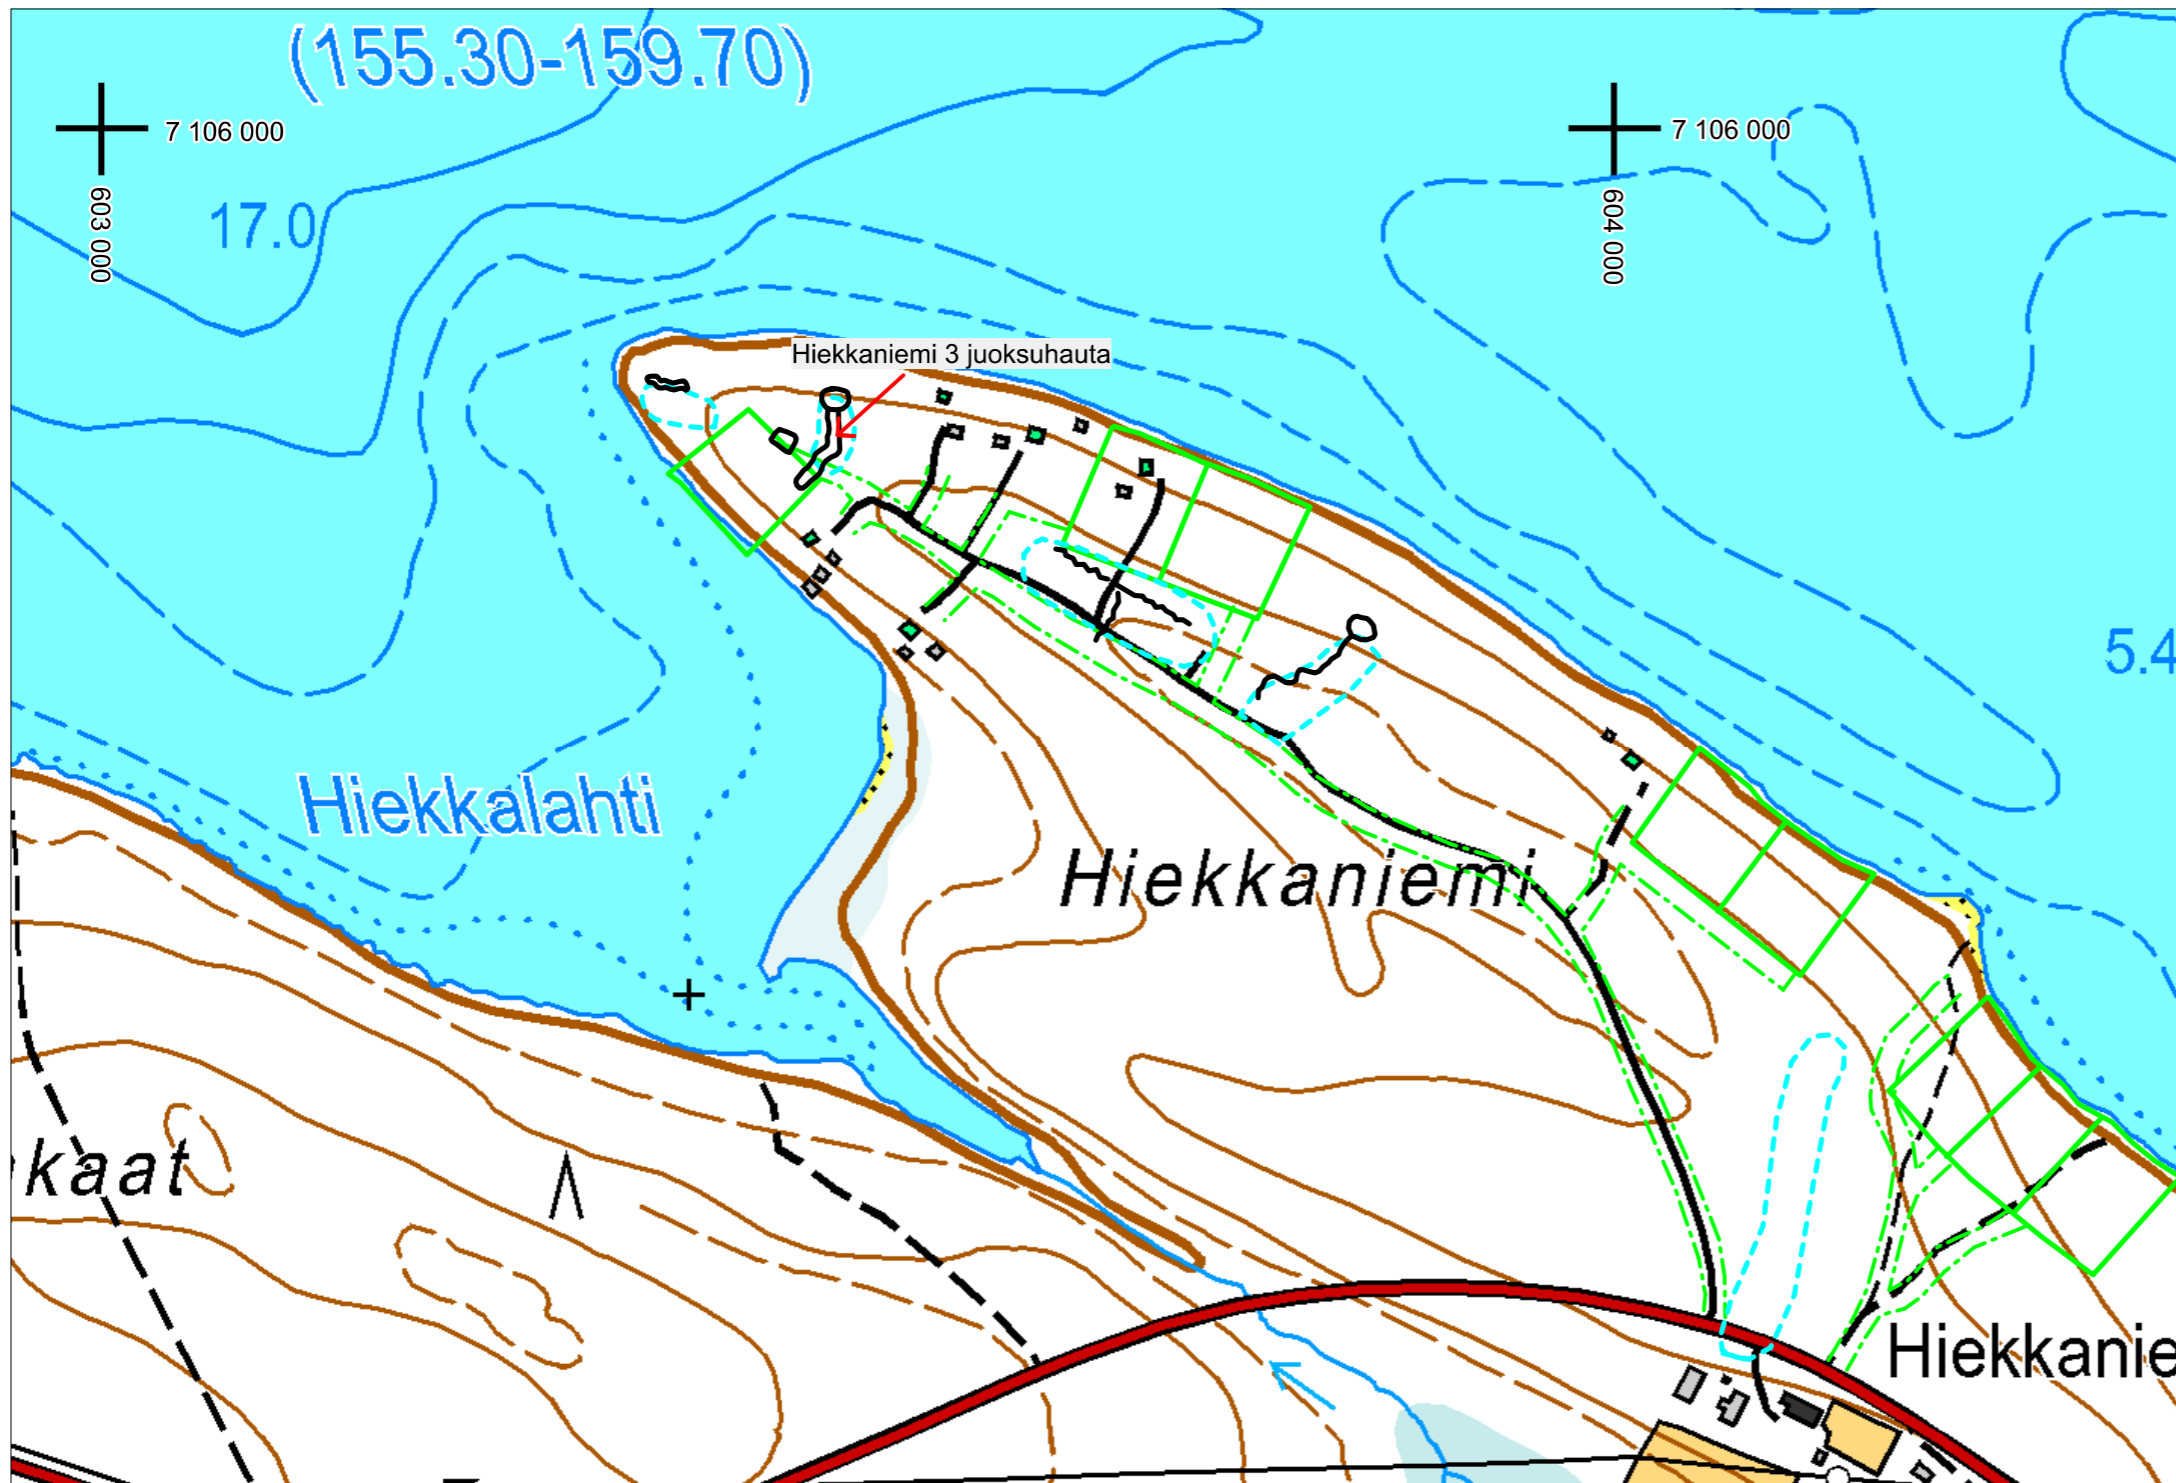 (155.30-159.70)
7 106 000
7 106 000
603 000
604 000
17.0
Hiekkaniemi 3 juoksuhauta
5.4
Hiekkalahti
Hiekkaniemi
kaat
Hiekkanie